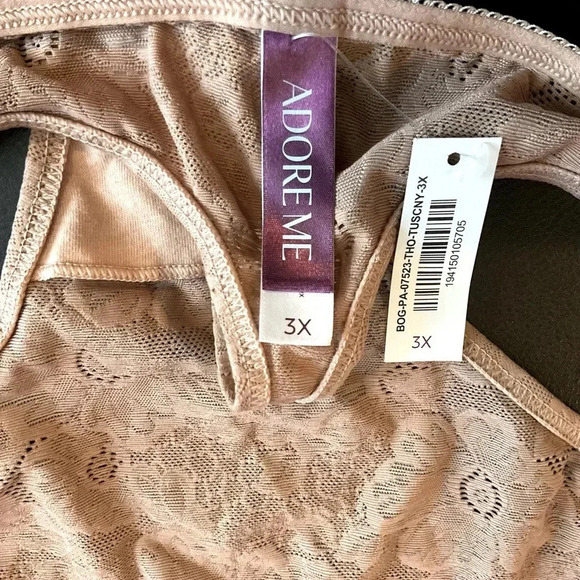 ADORE ME
3X
BOG-PA-07523-THO-TUSCNY-3X
194150105705
3X